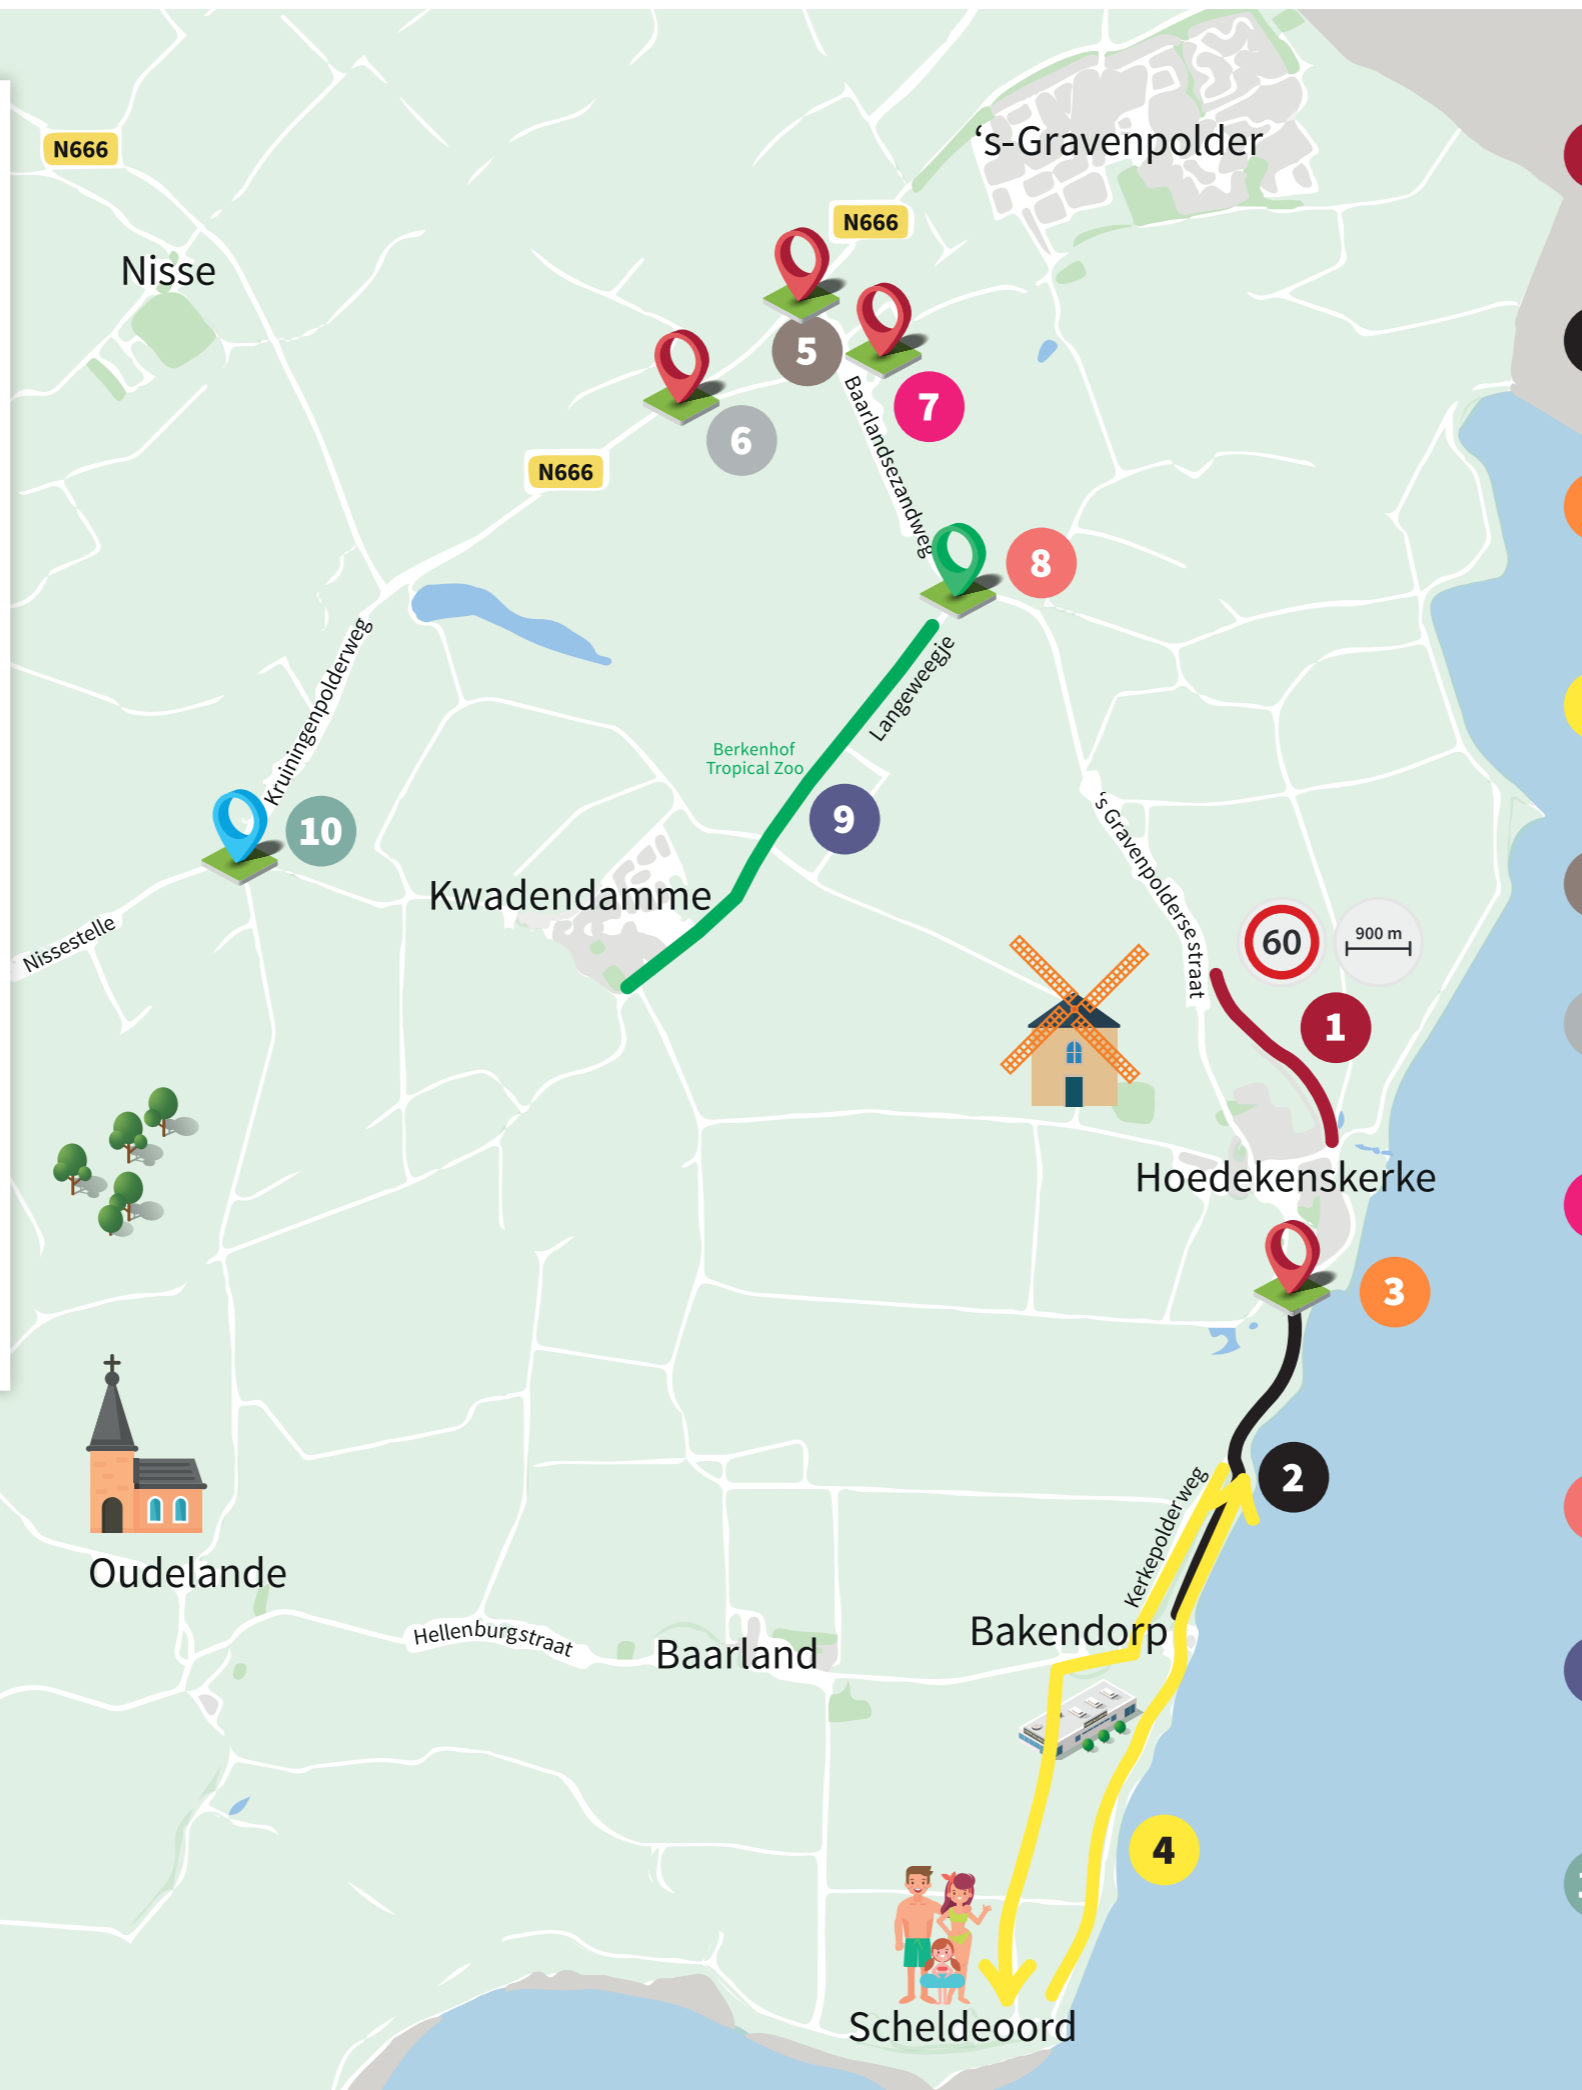 ‘s-Gravenpolder
N666
N666
Nisse
5
7
Baarlandsezandweg
6
N666
8
Kruiningenpolderweg
Langeweegje
Berkenhof
Tropical Zoo
9
10
‘s Gravenpolderse straat
Kwadendamme
Nissestelle
60
900 m
1
Hoedekenskerke
3
2
Kerkepolderweg
Oudelande
Hellenburgstraat
Baarland
Bakendorp
4
Scheldeoord